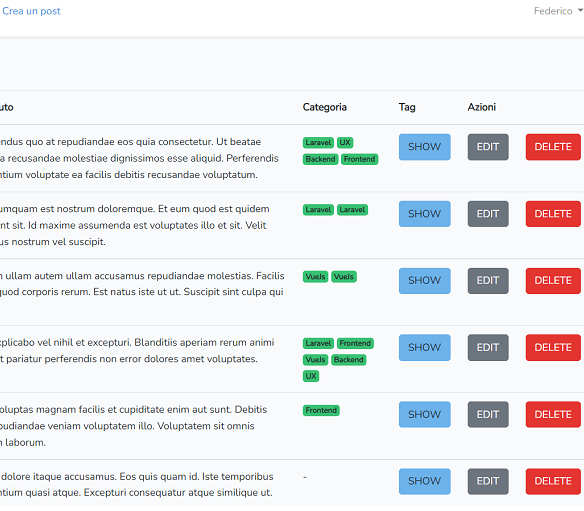 Crea un post Federico
uto Categoria Tag Azioni
ndus quo at repudiandae eos quia consectetur. Ut beatae Laravel UX SHOW EDIT DELETE
a recusandae molestiae dignissimos esse aliquid. Perferendis Backend Frontend
ntium voluptate ea facilis debitis recusandae voluptatum.
umquam est nostrum doloremque. Et eum quod est quidem Laravel Laravel SHOW EDIT DELETE
nt sit. Id maxime assumenda est voluptates illo et sit. Velit
us nostrum vel suscipit.
n ullam autem ullam accusamus repudiandae molestias. Facilis VueJs VueJs SHOW EDIT DELETE
quod corporis rerum. Est natus iste ut ut. Suscipit sint culpa qui
xplicabo vel nihil et excepturi. Blanditiis aperiam rerum animi Laravel Frontend SHOW EDIT DELETE
t pariatur perferendis non error dolores amet voluptates. VueJs Backend
UX
oluptas magnam facilis et cupiditate enim aut sunt. Debitis Frontend SHOW EDIT DELETE
pudiandae veniam voluptatem illo. Voluptatem sit omnis
n laborum.
dolore itaque accusamus. Eos quis quam id. Iste temporibus - SHOW EDIT DELETE
ntium quasi atque. Excepturi consequatur atque similique ut.